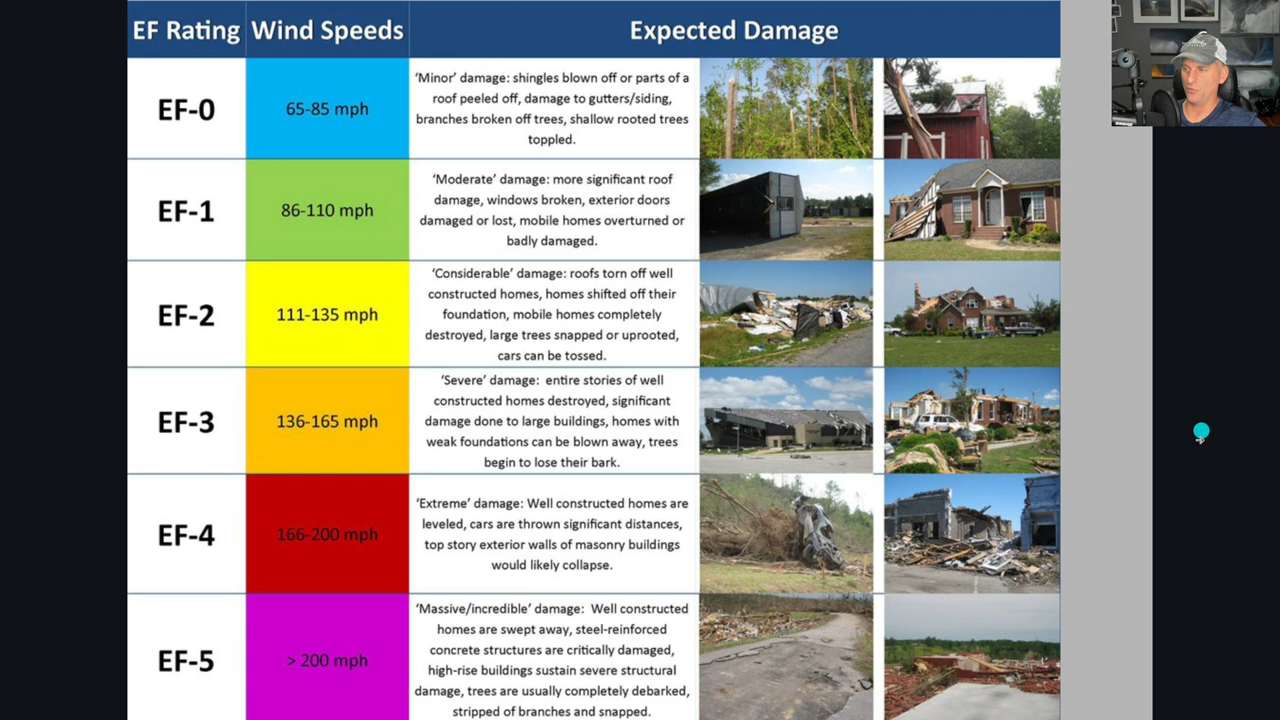 EF Rating Wind Speeds Expected Damage
EF-0
65-85 mph
‘Minor’ damage: shingles blown off or parts of a
roof peeled off, damage to gutters/siding,
branches broken off trees, shallow rooted trees
toppled.
EF-1
86-110 mph
‘Moderate’ damage: more significant roof
damage, windows broken, exterior doors
damaged or lost, mobile homes overturned or
badly damaged.
EF-2
111-135 mph
‘Considerable’ damage: roofs torn off well
constructed homes, homes shifted off their
foundation, mobile homes completely
destroyed, large trees snapped or uprooted,
cars can be tossed.
EF-3
136-165 mph
‘Severe’ damage: entire stories of well
constructed homes destroyed, significant
damage done to large buildings, homes with
weak foundations can be blown away, trees
begin to lose their bark.
EF-4
166-200 mph
‘Extreme’ damage: Well constructed homes are
leveled, cars are thrown significant distances,
top story exterior walls of masonry buildings
would likely collapse.
EF-5
> 200 mph
‘Massive/incredible’ damage: Well constructed
homes are swept away, steel-reinforced
concrete structures are critically damaged,
high-rise buildings sustain severe structural
damage, trees are usually completely debarked,
stripped of branches and snapped.